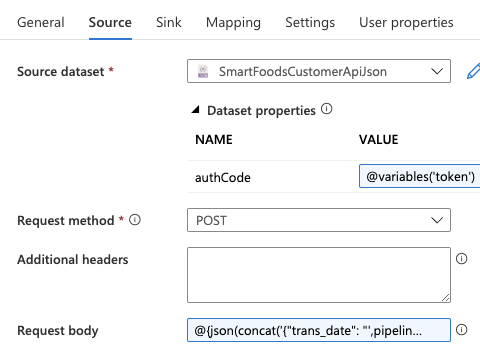 General Source Sink Mapping Settings User properties
Source dataset * SmartFoodsCustomerApiJson
Dataset properties
NAME VALUE
authCode @variables('token')
Request method * POST
Additional headers
Request body @{json(concat('{"trans_date": "',pipelin...